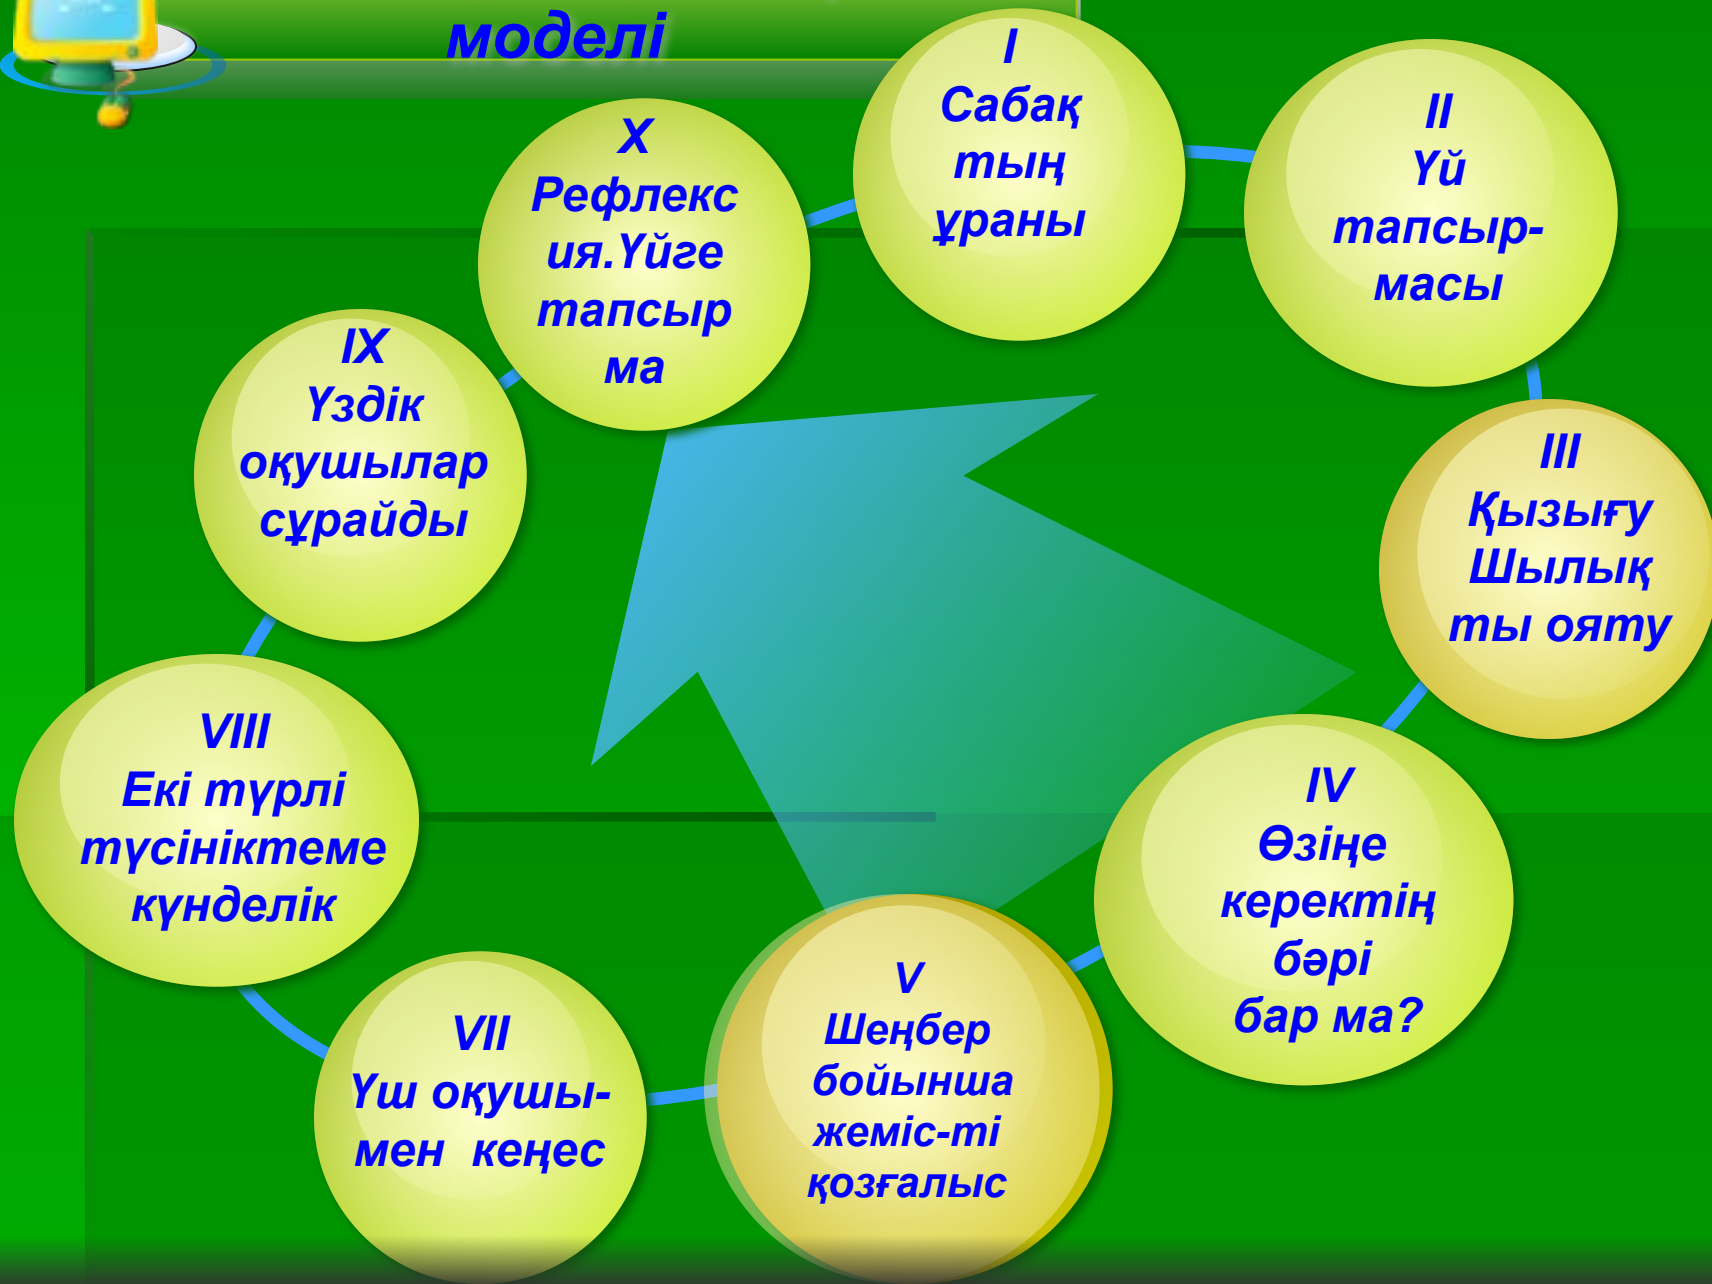 моделі
I
Сабақ
тың
ұраны
II
Үй
тапсыр-
масы
III
Қызығу
Шылық
ты ояту
IV
Өзіңе
керектің
бәрі
бар ма?
V
Шеңбер
бойынша
жеміс-ті
қозғалыс
VII
Үш оқушы-
мен кеңес
VIII
Екі түрлі
түсініктеме
күнделік
IX
Үздік
оқушылар
сұрайды
X
Рефлекс
ия.Үйге
тапсыр
ма